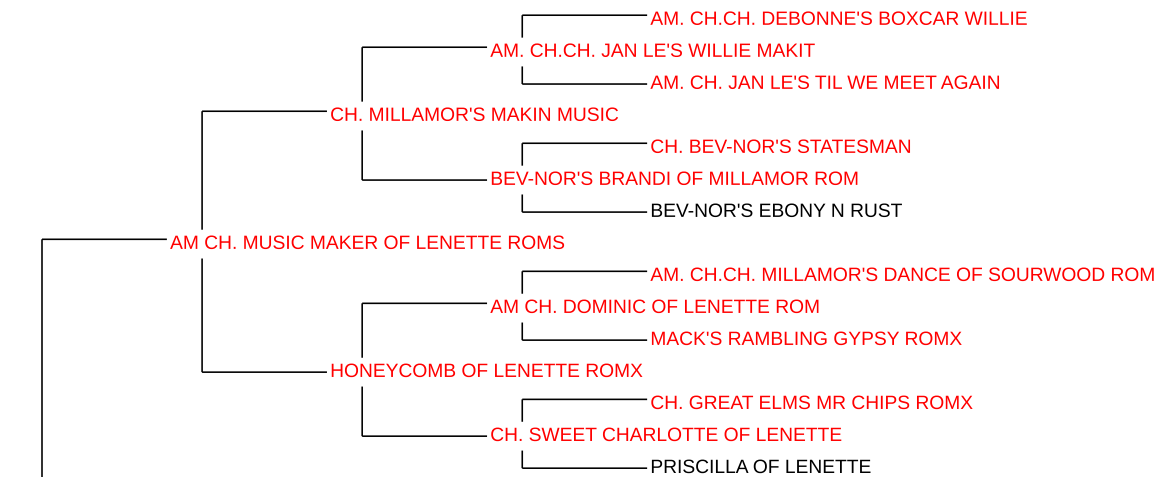 AM. CH.CH. DEBONNE'S BOXCAR WILLIE
AM. CH.CH. JAN LE'S WILLIE MAKIT
AM. CH. JAN LE'S TIL WE MEET AGAIN
CH. MILLAMOR'S MAKIN MUSIC
CH. BEV-NOR'S STATESMAN
BEV-NOR'S BRANDI OF MILLAMOR ROM
BEV-NOR'S EBONY N RUST
AM CH. MUSIC MAKER OF LENETTE ROMS
AM. CH.CH. MILLAMOR'S DANCE OF SOURWOOD ROM
AM CH. DOMINIC OF LENETTE ROM
MACK'S RAMBLING GYPSY ROMX
HONEYCOMB OF LENETTE ROMX
CH. GREAT ELMS MR CHIPS ROMX
CH. SWEET CHARLOTTE OF LENETTE
PRISCILLA OF LENETTE